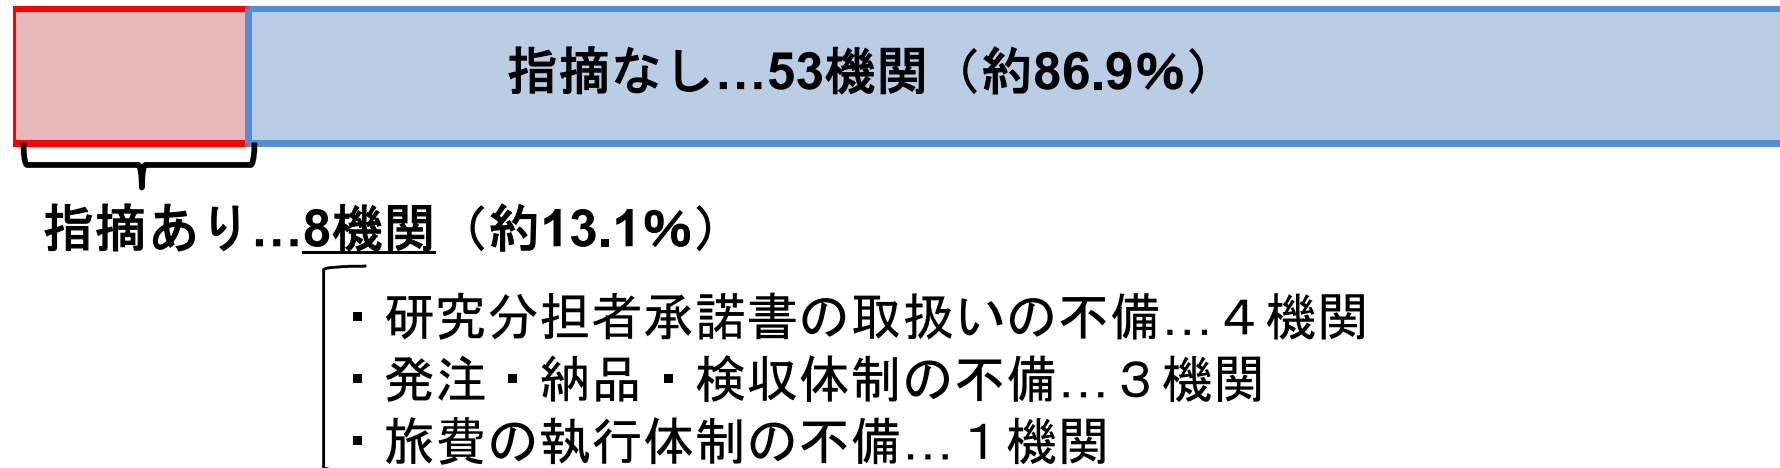 指摘なし…53機関（約86.9%）
指摘あり…8機関（約13.1%）
・研究分担者承諾書の取扱いの不備…４機関
・発注・納品・検収体制の不備…３機関
・旅費の執行体制の不備…１機関